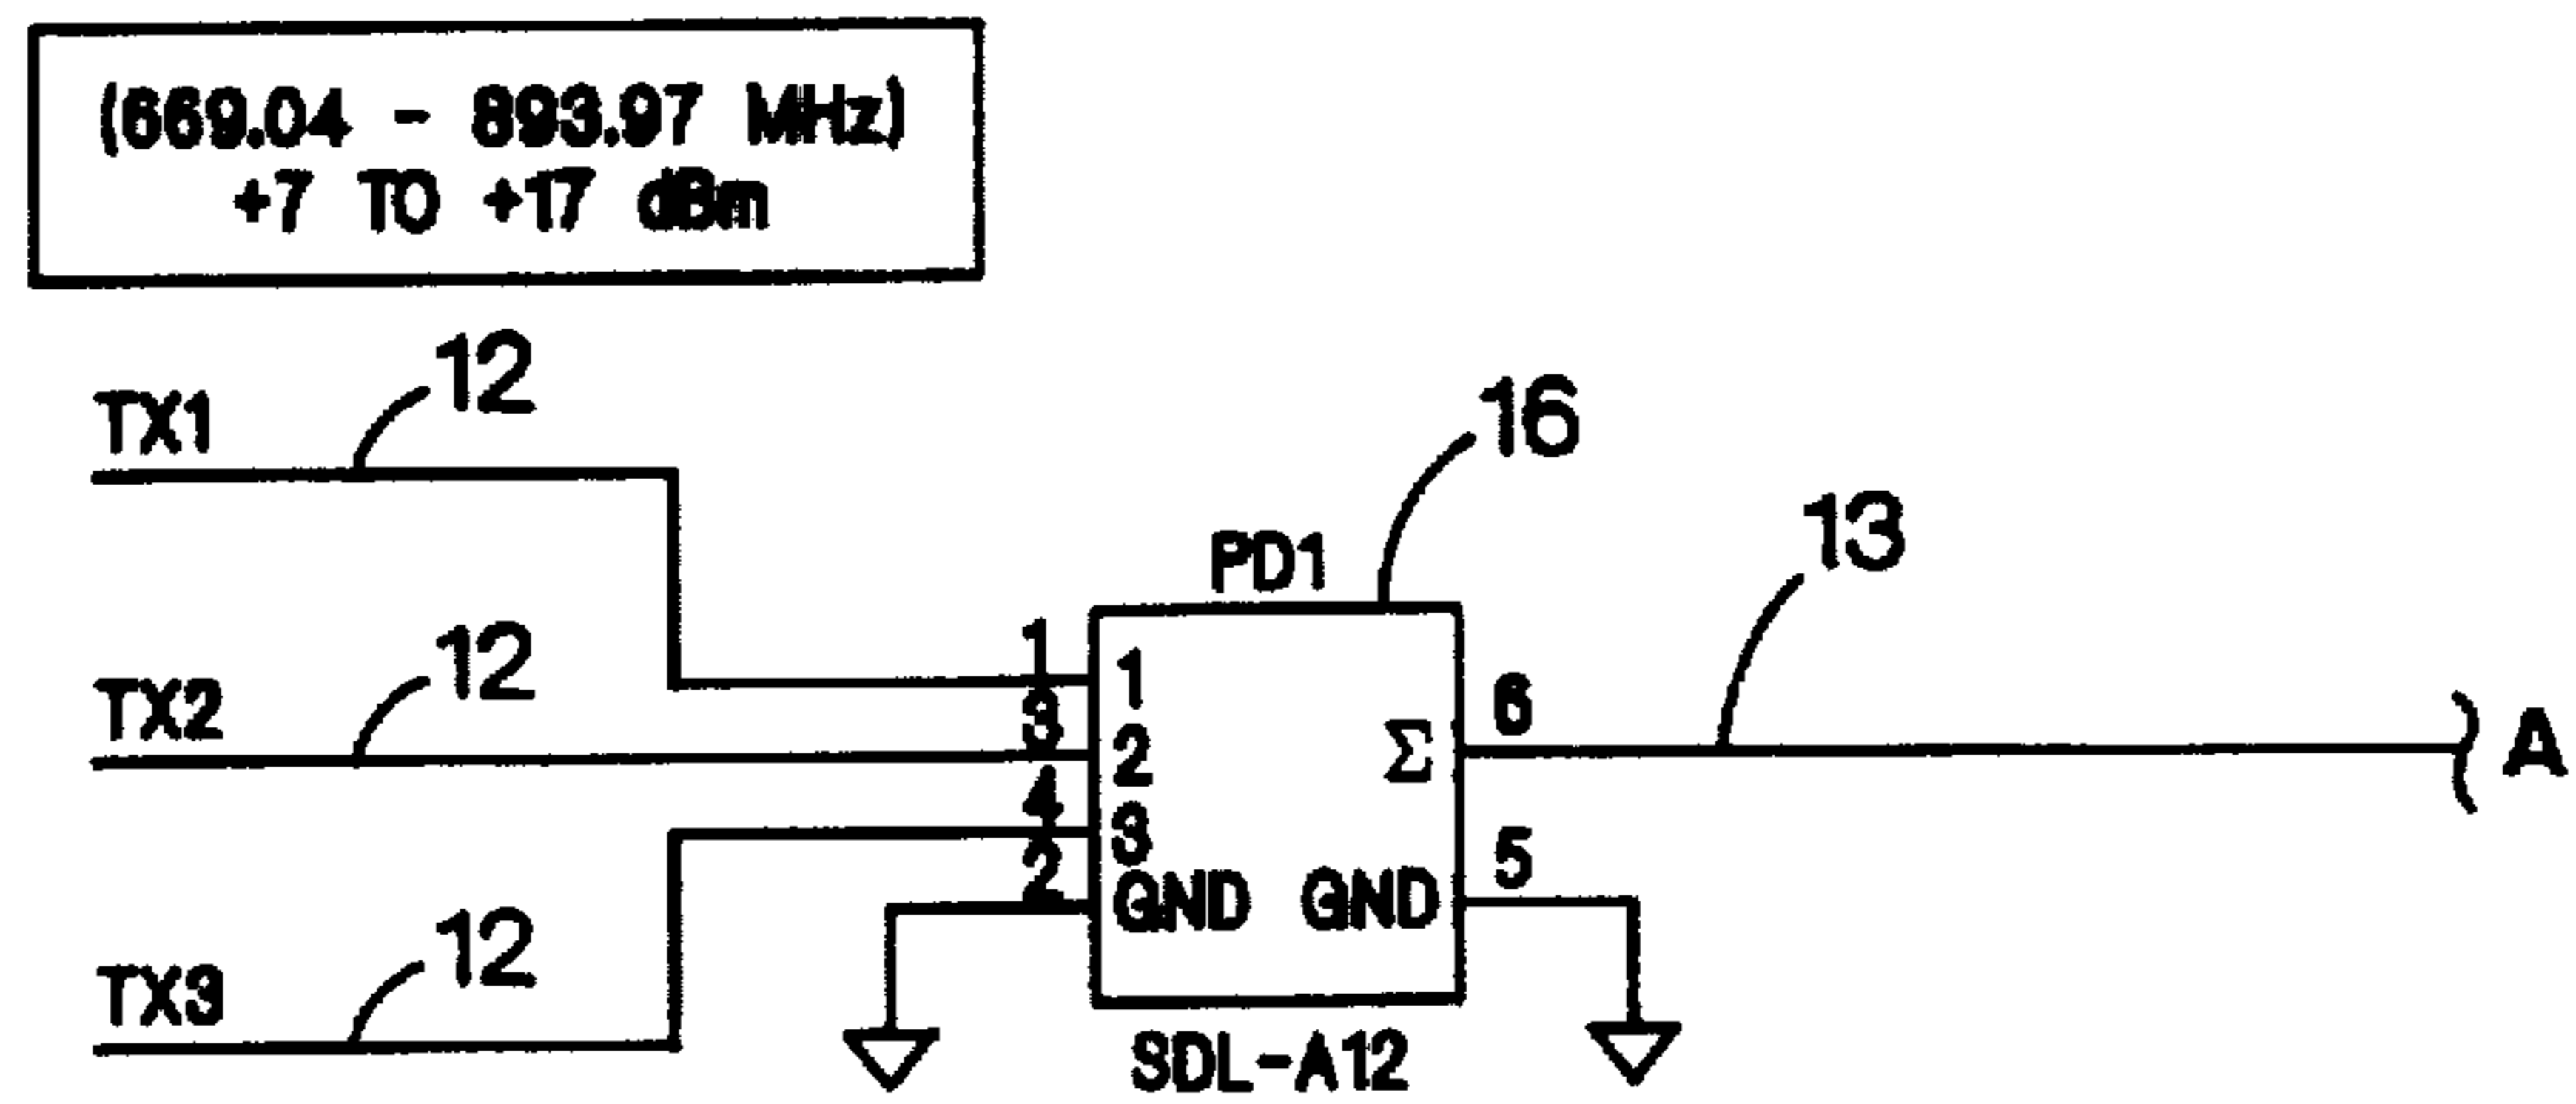 (669.04 - 893.97 MHz)
+7 TO +17 dBm
12
TX1
16
13
PD1
12
TX2
1
1
6
3
2
Σ
A
4
3
5
2
GND GND
12
TX3
SDL-A12